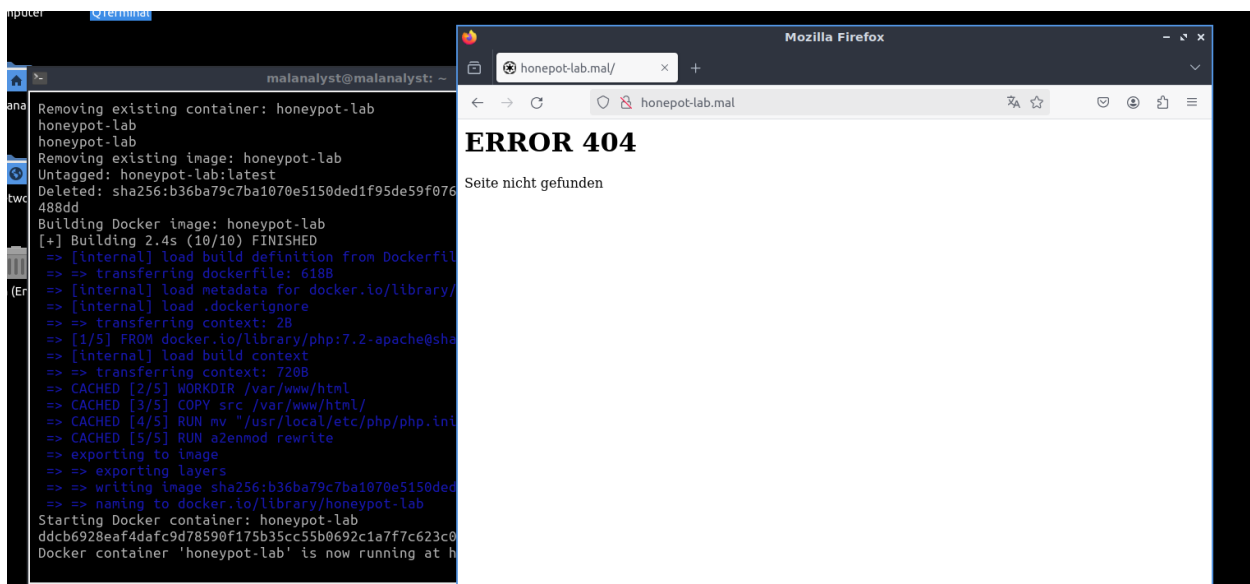 QTerminal
malanalyst@malanalyst: ~
Removing existing container: honeypot-lab
honeypot-lab
honeypot-lab
Removing existing image: honeypot-lab
Untagged: honeypot-lab:latest
Deleted: sha256:b36ba79c7ba1070e5150ded1f95de59f076
488dd
Building Docker image: honeypot-lab
[+] Building 2.4s (10/10) FINISHED
=> [internal] load build definition from Dockerfil
=> => transferring dockerfile: 618B
=> [internal] load metadata for docker.io/library/
=> [internal] load .dockerignore
=> => transferring context: 2B
=> [1/5] FROM docker.io/library/php:7.2-apache@sha
=> [internal] load build context
=> => transferring context: 720B
=> CACHED [2/5] WORKDIR /var/www/html
=> CACHED [3/5] COPY src /var/www/html/
=> CACHED [4/5] RUN mv "/usr/local/etc/php/php.ini
=> CACHED [5/5] RUN a2enmod rewrite
=> exporting to image
=> => exporting layers
=> => writing image sha256:b36ba79c7ba1070e5150ded
=> => naming to docker.io/library/honeypot-lab
Starting Docker container: honeypot-lab
ddcb6928eaf4dafc9d78590f175b35cc55b0692c1a7f7c623c0
Docker container 'honeypot-lab' is now running at h
Mozilla Firefox
honepot-lab.mal/
honepot-lab.mal
ERROR 404
Seite nicht gefunden